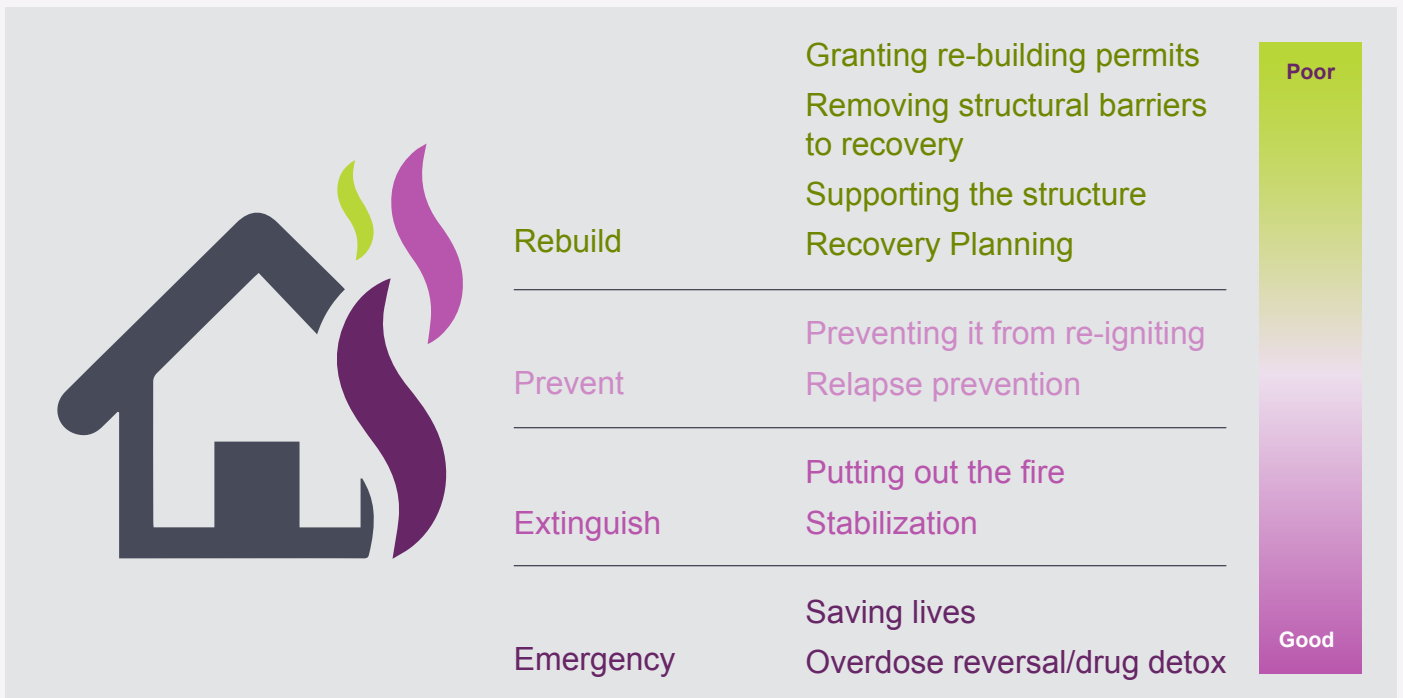 Granting re-building permits
Removing structural barriers
to recovery
Supporting the structure
Rebuild
Recovery Planning
Preventing it from re-igniting
Prevent
Relapse prevention
Putting out the fire
Extinguish
Stabilization
Saving lives
Emergency
Overdose reversal/drug detox
Poor
Good